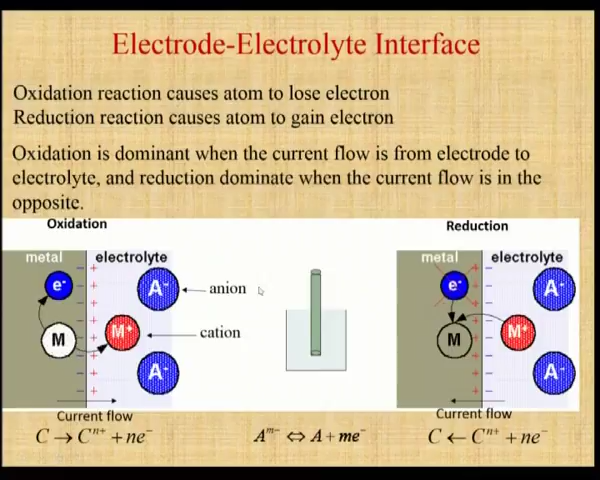 Electrode-Electrolyte Interface
Oxidation reaction causes atom to lose electron
Reduction reaction causes atom to gain electron
Oxidation is dominant when the current flow is from electrode to
electrolyte, and reduction dominate when the current flow is in the
opposite.
Oxidation
Reduction
metal electrolyte
metal electrolyte
e-
A-
anion
M
M+
cation
A-
e-
A-
M
M+
A-
Current flow
Current flow
C → Cⁿ⁺ + ne⁻
Aᵐ⁻ ⇔ A + me⁻
C ← Cⁿ⁺ + ne⁻